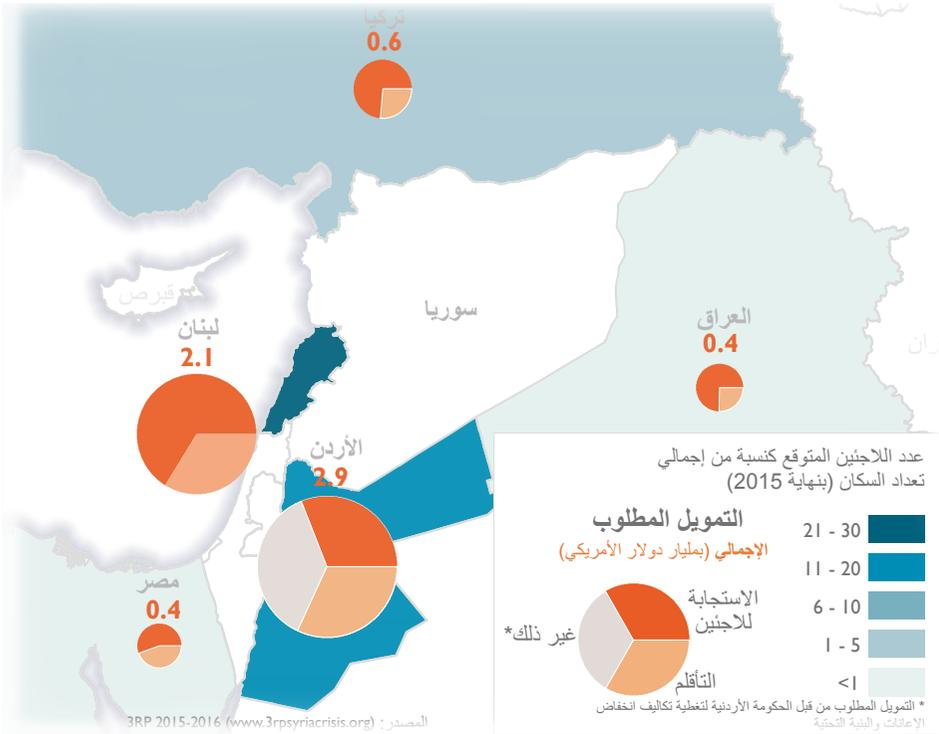 تركيا
0.6
قبرص
سوريا
لبنان
2.1
العراق
0.4
الأردن
2.9
مصر
0.4
عدد اللاجئين المتوقع كنسبة من إجمالي
تعداد السكان (بنهاية 2015)
21 - 30
11 - 20
6 - 10
1 - 5
<1
التمويل المطلوب
الإجمالي (بمليار دولار الأمريكي)
الاستجابة
للاجئين
غير ذلك*
التأقلم
* التمويل المطلوب من قبل الحكومة الأردنية لتغطية تكاليف انخفاض
الإعانات والبنية التحتية
المصدر: 3RP 2015-2016 (www.3rpsyriacrisis.org)